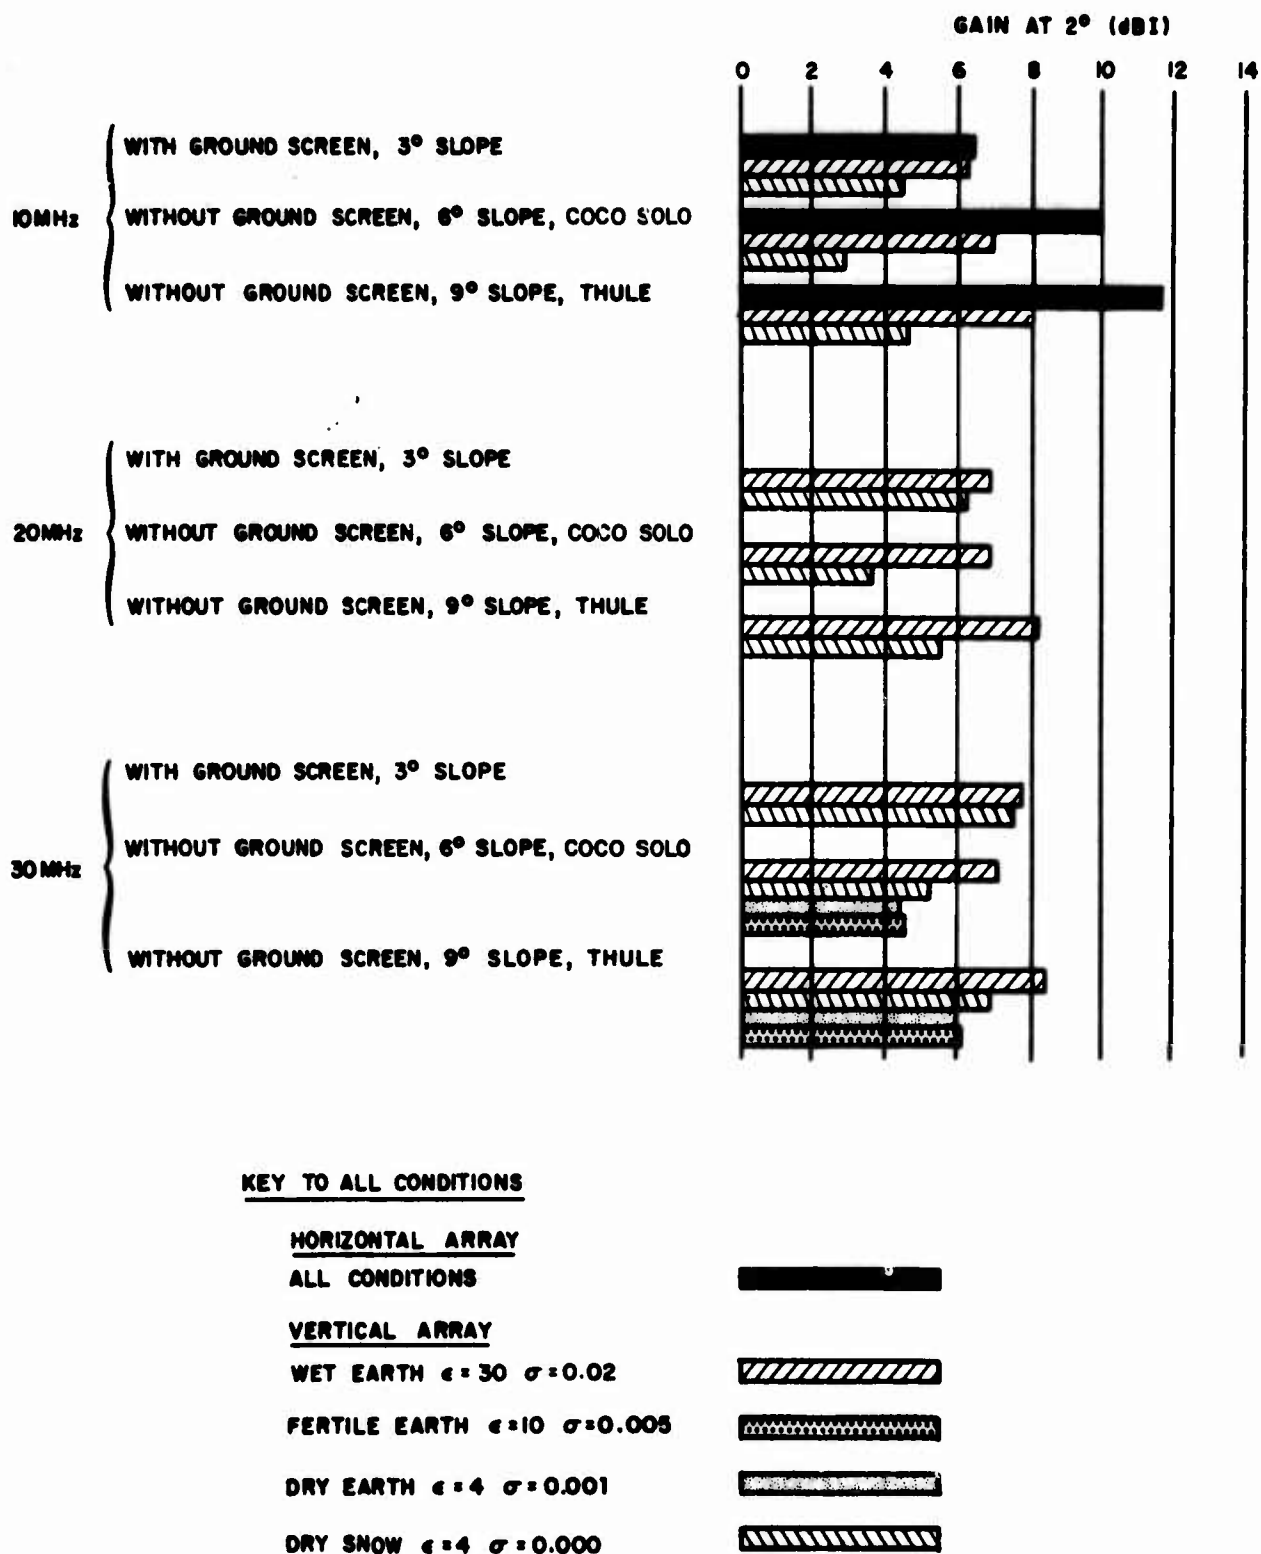 GAIN AT 2° (dBI)
0 2 4 6 8 10 12 14
WITH GROUND SCREEN, 3° SLOPE
10MHz
WITHOUT GROUND SCREEN, 6° SLOPE, COCO SOLO
WITHOUT GROUND SCREEN, 9° SLOPE, THULE
WITH GROUND SCREEN, 3° SLOPE
20MHz
WITHOUT GROUND SCREEN, 6° SLOPE, COCO SOLO
WITHOUT GROUND SCREEN, 9° SLOPE, THULE
WITH GROUND SCREEN, 3° SLOPE
WITHOUT GROUND SCREEN, 6° SLOPE, COCO SOLO
30MHz
WITHOUT GROUND SCREEN, 9° SLOPE, THULE
KEY TO ALL CONDITIONS
HORIZONTAL ARRAY
ALL CONDITIONS
VERTICAL ARRAY
WET EARTH ϵ=30 σ=0.02
FERTILE EARTH ϵ=10 σ=0.005
DRY EARTH ϵ=4 σ=0.001
DRY SNOW ϵ=4 σ=0.000